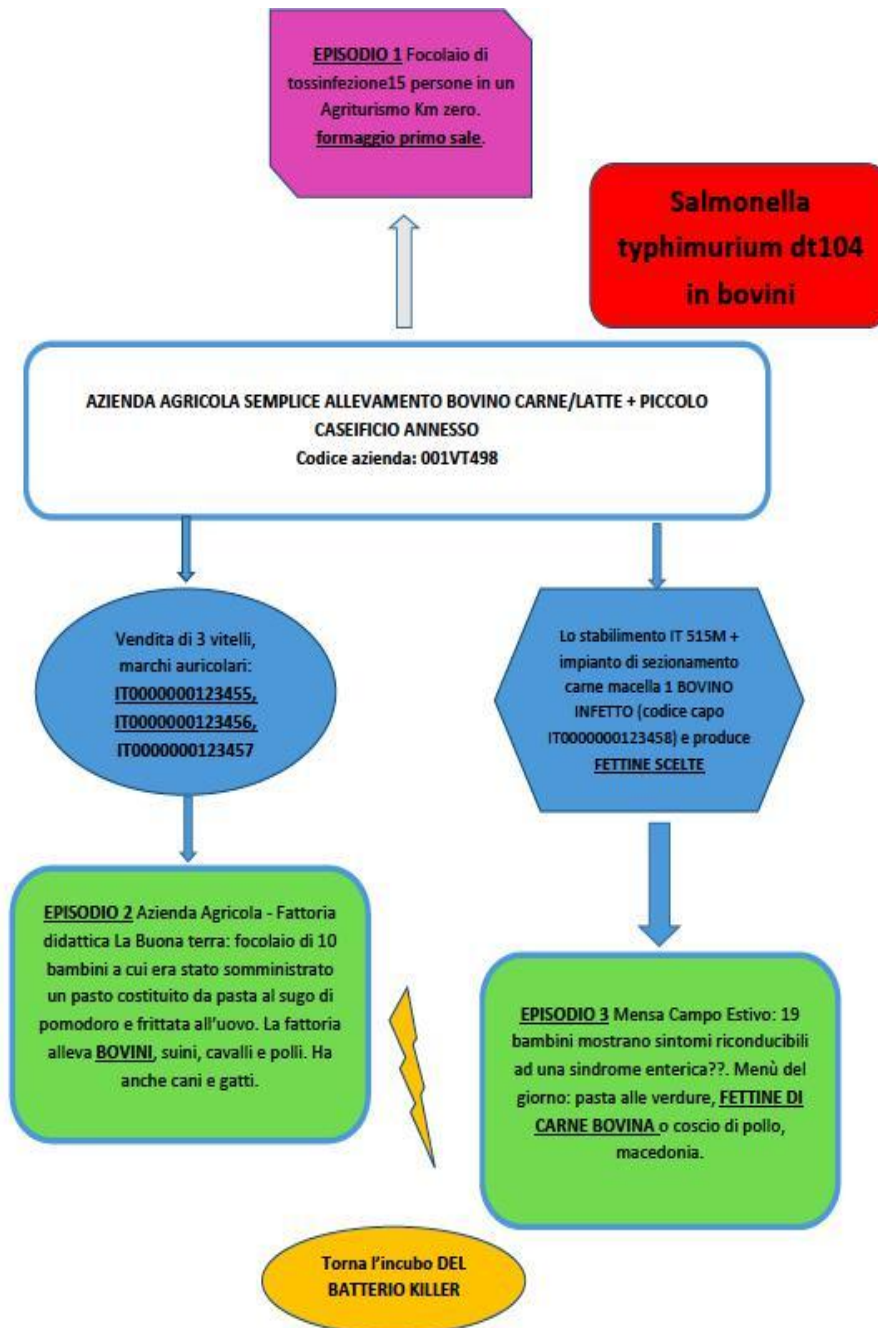 EPISODIO 1 Focolaio di
tossinfezione15 persone in un
Agriturismo Km zero.
formaggio primo sale.
Salmonella
typhimurium dt104
in bovini
AZIENDA AGRICOLA SEMPLICE ALLEVAMENTO BOVINO CARNE/LATTE + PICCOLO
CASEIFICIO ANNESSO
Codice azienda: 001VT498
Vendita di 3 vitelli,
marchi auricolari:
IT0000000123455,
IT0000000123456,
IT0000000123457
Lo stabilimento IT 515M +
impianto di sezionamento
carne macella 1 BOVINO
INFETTO (codice capo
IT0000000123458) e produce
FETTINE SCELTE
EPISODIO 2 Azienda Agricola - Fattoria
didattica La Buona terra: focolaio di 10
bambini a cui era stato somministrato
un pasto costituito da pasta al sugo di
pomodoro e frittata all’uovo. La fattoria
alleva BOVINI, suini, cavalli e polli. Ha
anche cani e gatti.
EPISODIO 3 Mensa Campo Estivo: 19
bambini mostrano sintomi riconducibili
ad una sindrome enterica??. Menù del
giorno: pasta alle verdure, FETTINE DI
CARNE BOVINA o coscio di pollo,
macedonia.
Torna l’incubo DEL
BATTERIO KILLER